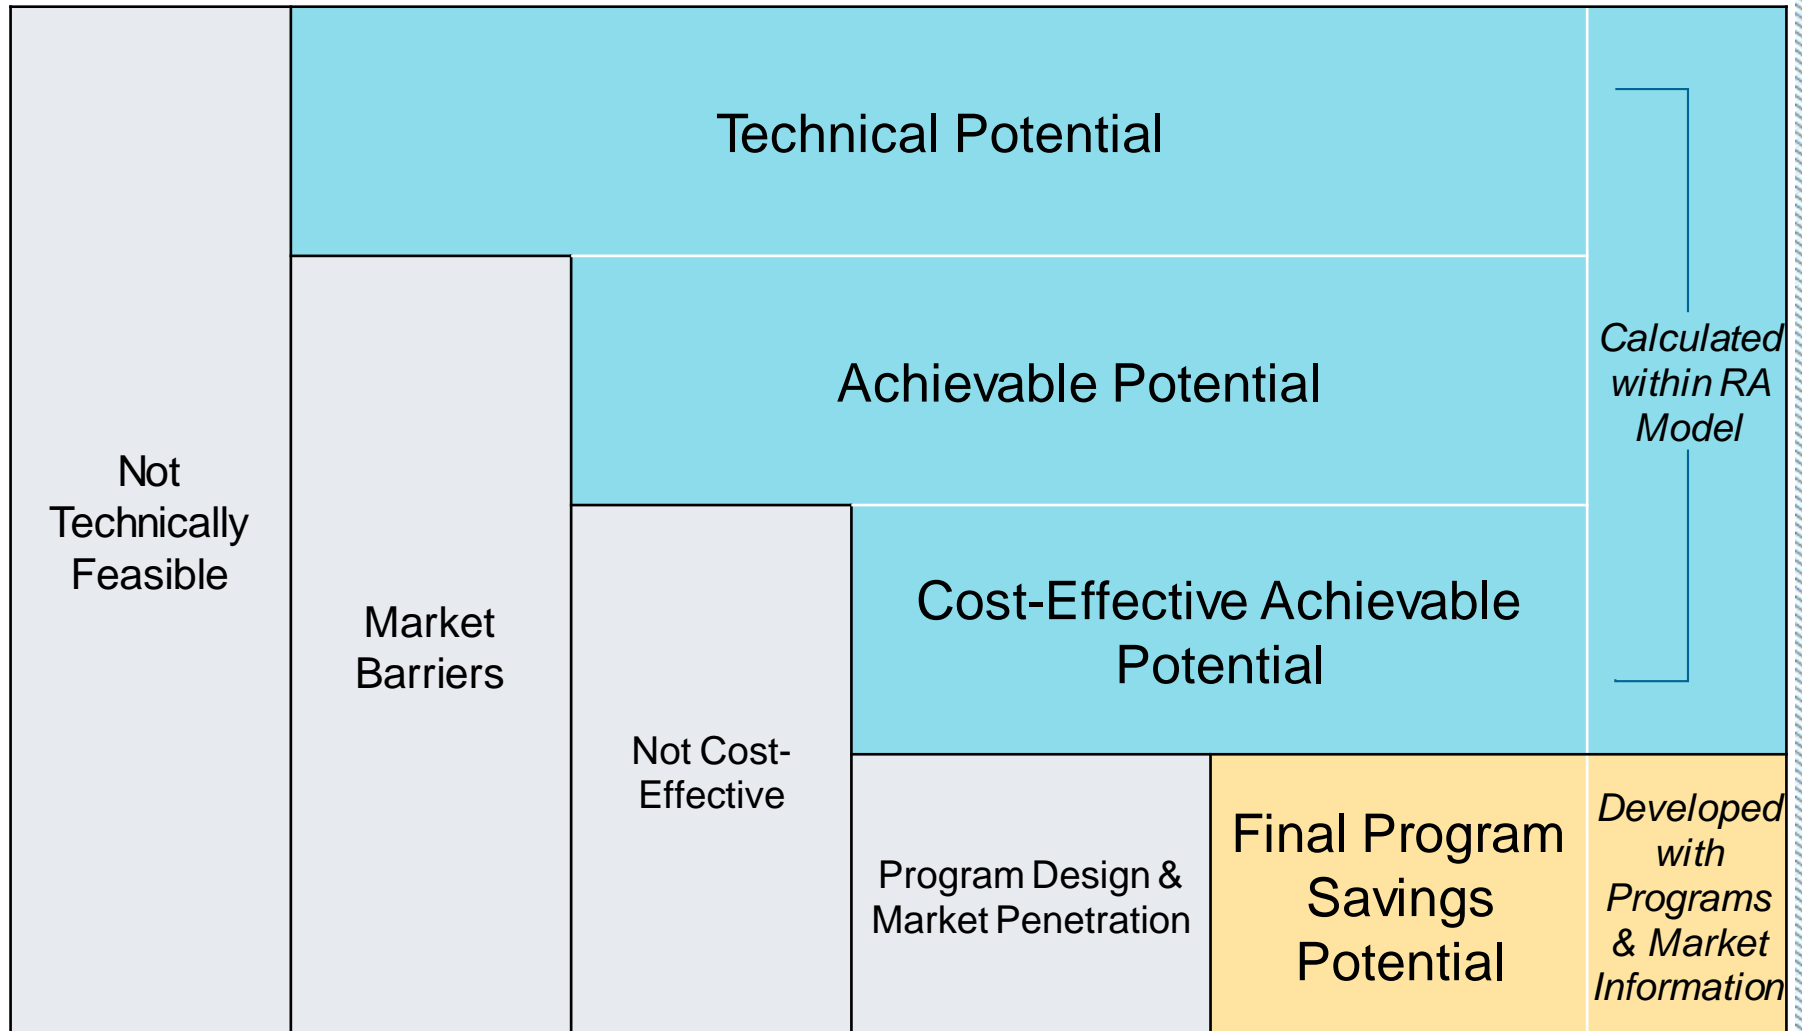 Technical Potential
Achievable Potential
Calculated
within RA
Model
Not
Technically
Feasible
Market
Barriers
Cost-Effective Achievable
Potential
Not Cost-
Effective
Program Design &
Market Penetration
Final Program
Savings
Potential
Developed
with
Programs
& Market
Information